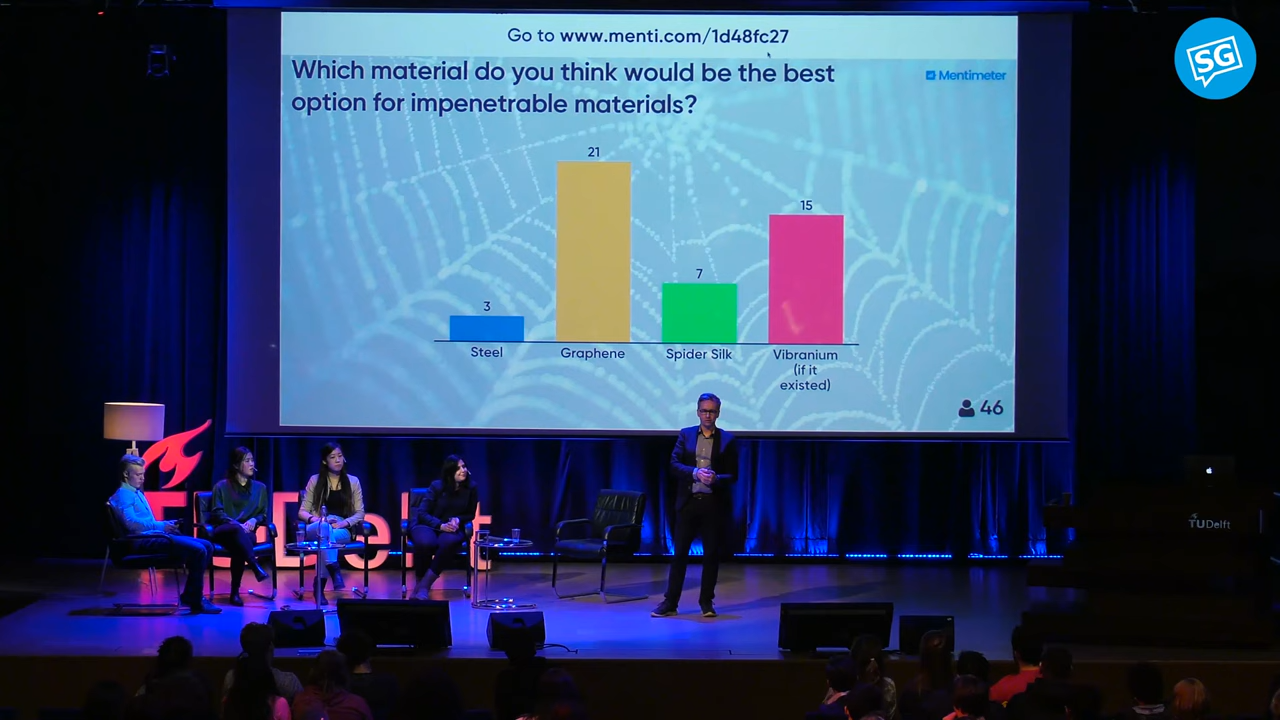 Go to www.menti.com/1d48fc27
SG
Which material do you think would be the best
option for impenetrable materials?
Mentimeter
21
15
7
3
Steel
Graphene
Spider Silk
Vibranium
(if it
existed)
46
TUDelft
TUDelft